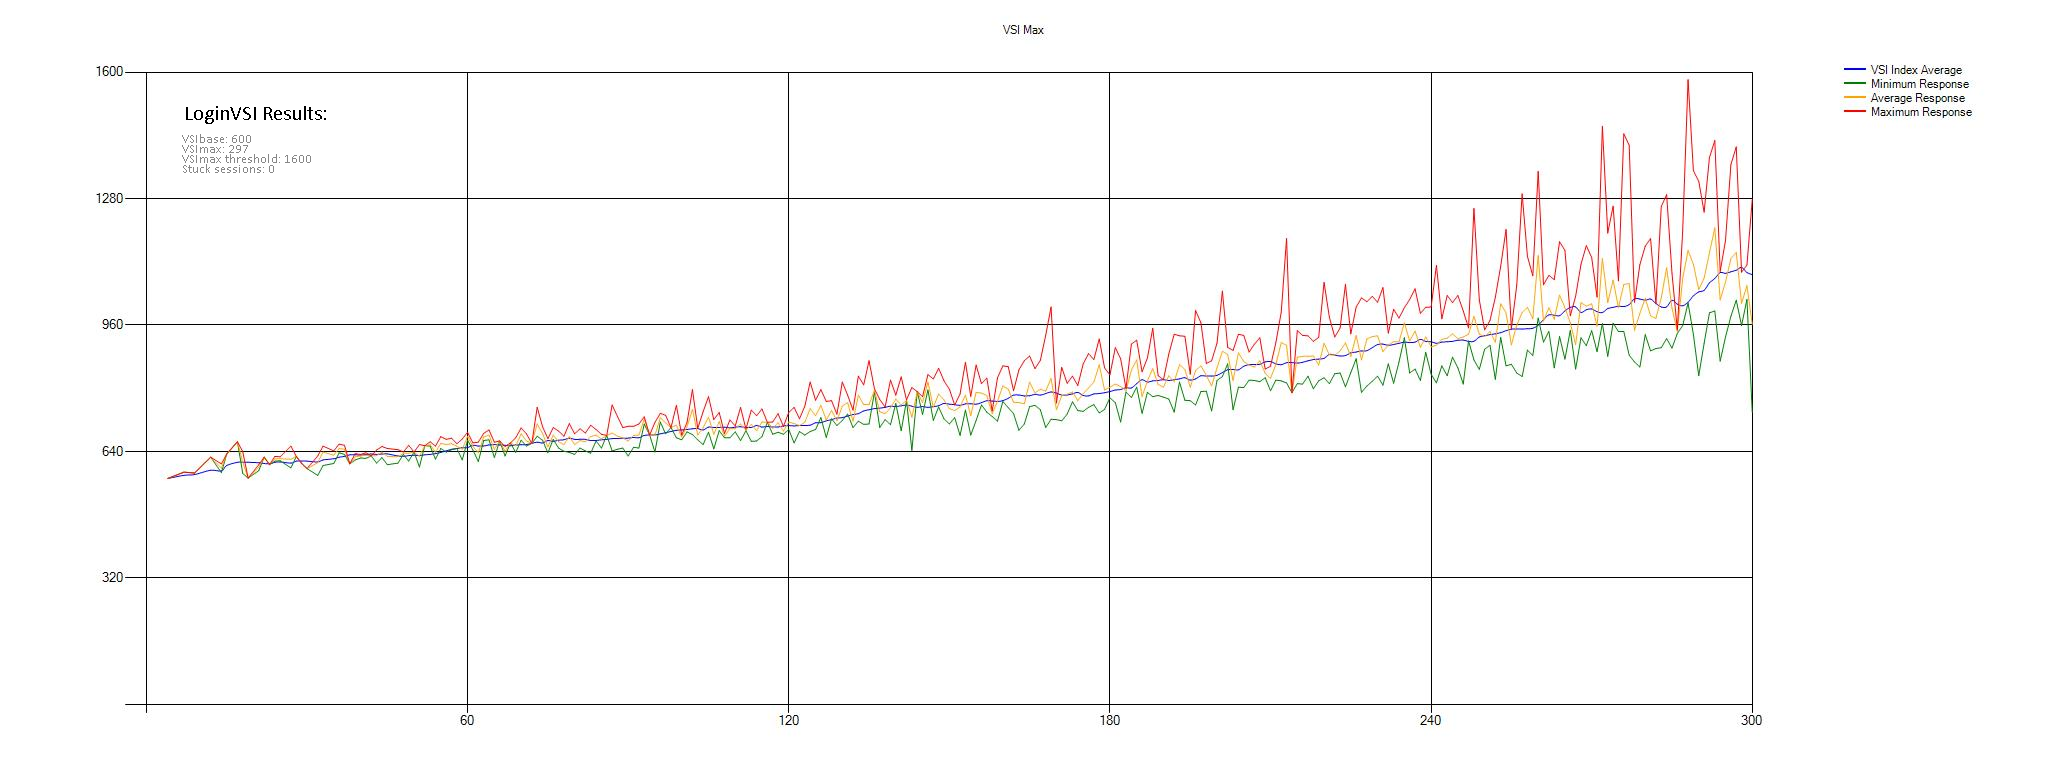 VSI Max
1600
1280
960
640
320
LoginVSI Results:
VSIbase: 600
VSImax: 297
VSImax threshold: 1600
Stuck sessions: 0
VSI Index Average
Minimum Response
Average Response
Maximum Response
60 120 180 240 300